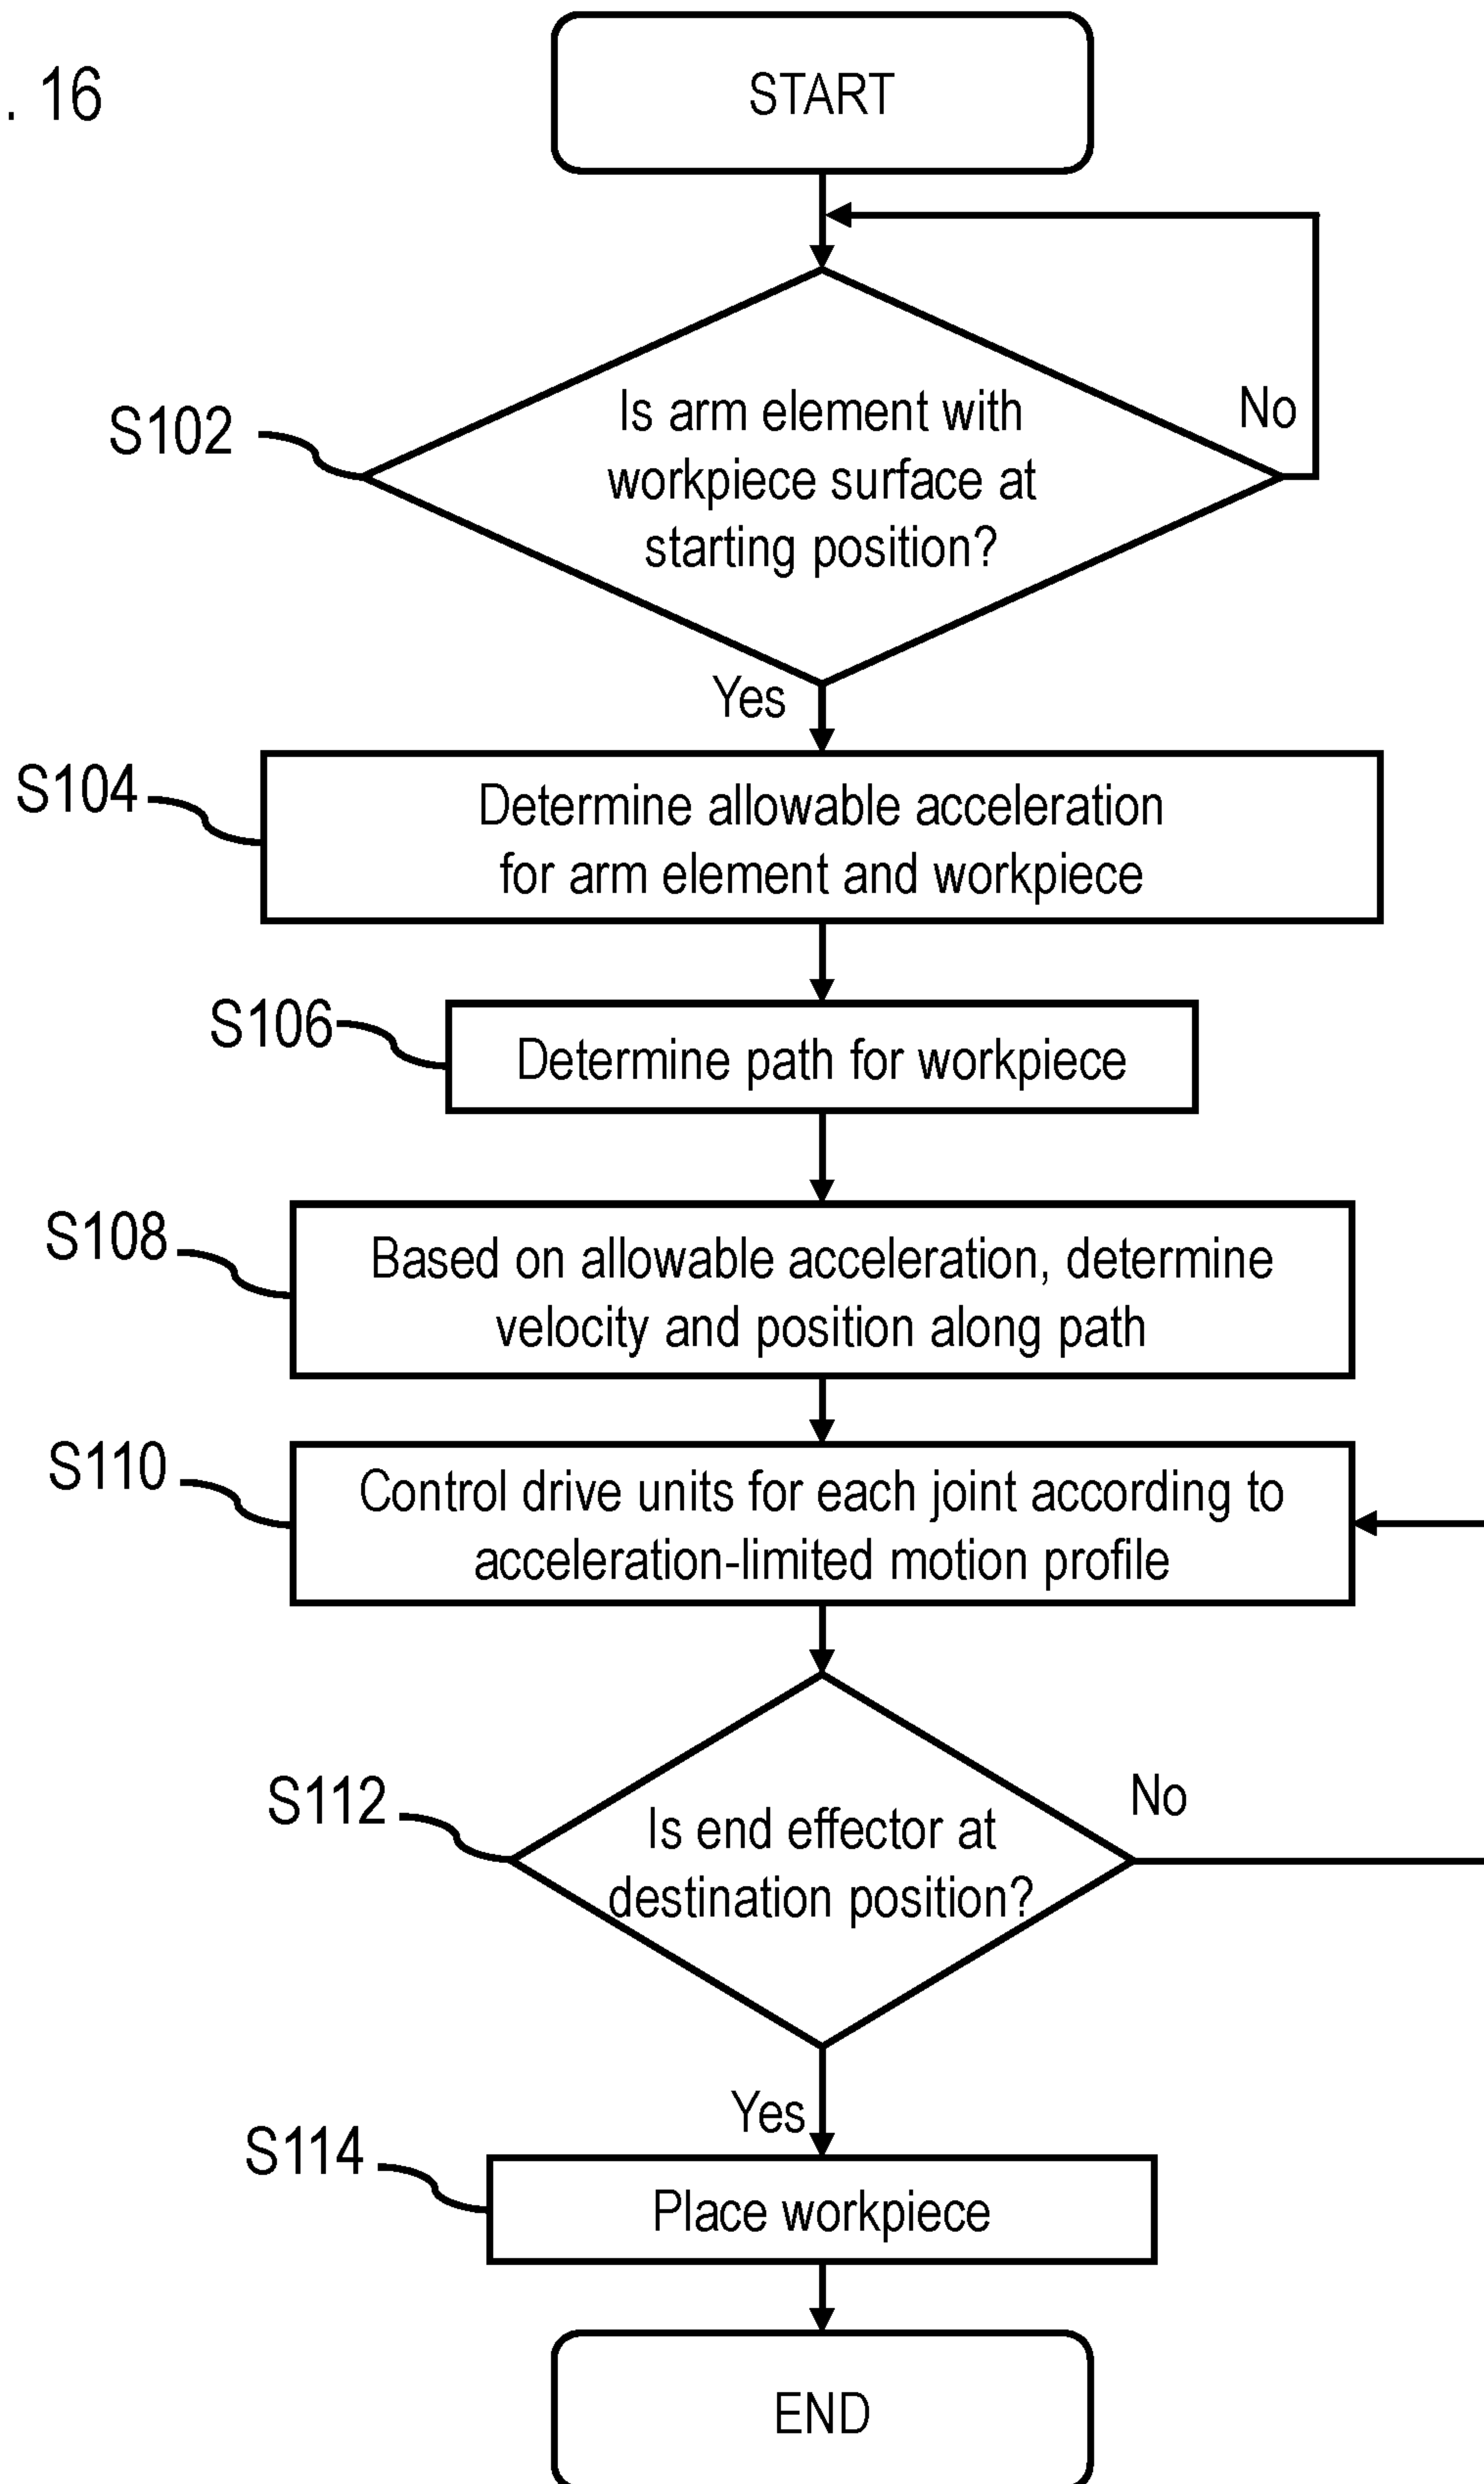 . 16
START
S102
Is arm element with
workpiece surface at
starting position?
No
Yes
S104
Determine allowable acceleration
for arm element and workpiece
S106
Determine path for workpiece
S108
Based on allowable acceleration, determine
velocity and position along path
S110
Control drive units for each joint according to
acceleration-limited motion profile
S112
Is end effector at
destination position?
No
Yes
S114
Place workpiece
END